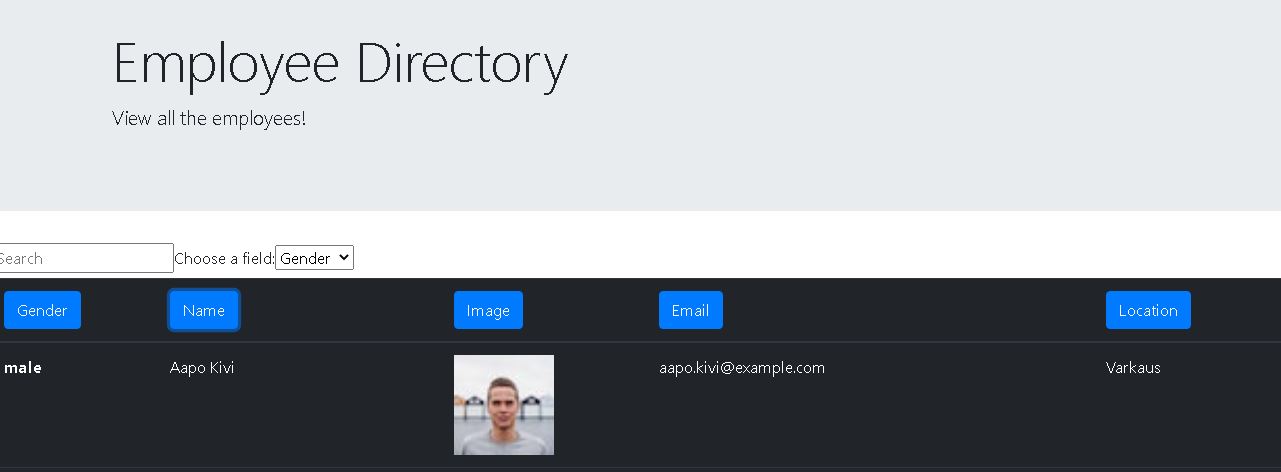 Employee Directory
View all the employees!
Search Choose a field: Gender
Gender Name Image Email Location
male Aapo Kivi aapo.kivi@example.com Varkaus